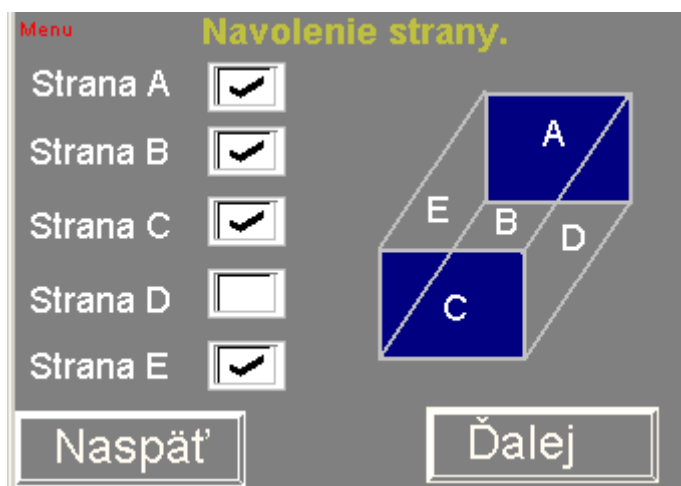 Menu
Navolenie strany.
Strana A
Strana B
Strana C
Strana D
Strana E
A
E
B
D
C
Naspäť
Ďalej